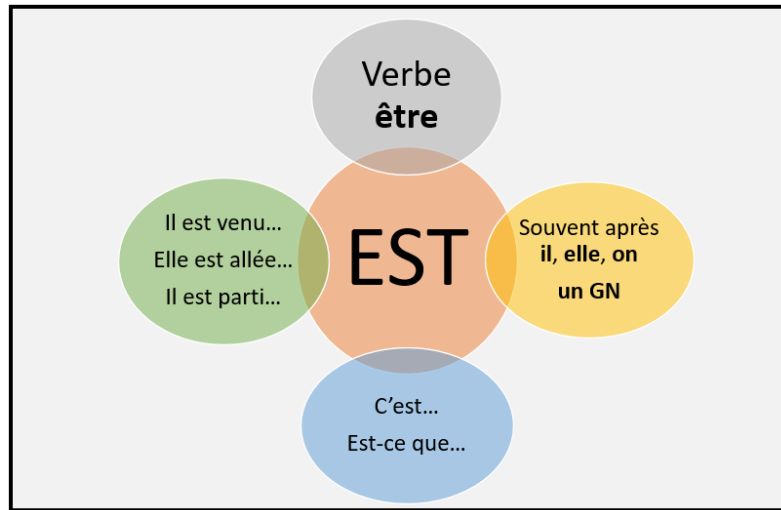 Verbe
être
Il est venu…
Elle est allée…
Il est parti…
EST
Souvent après
il, elle, on
un GN
C’est…
Est-ce que…